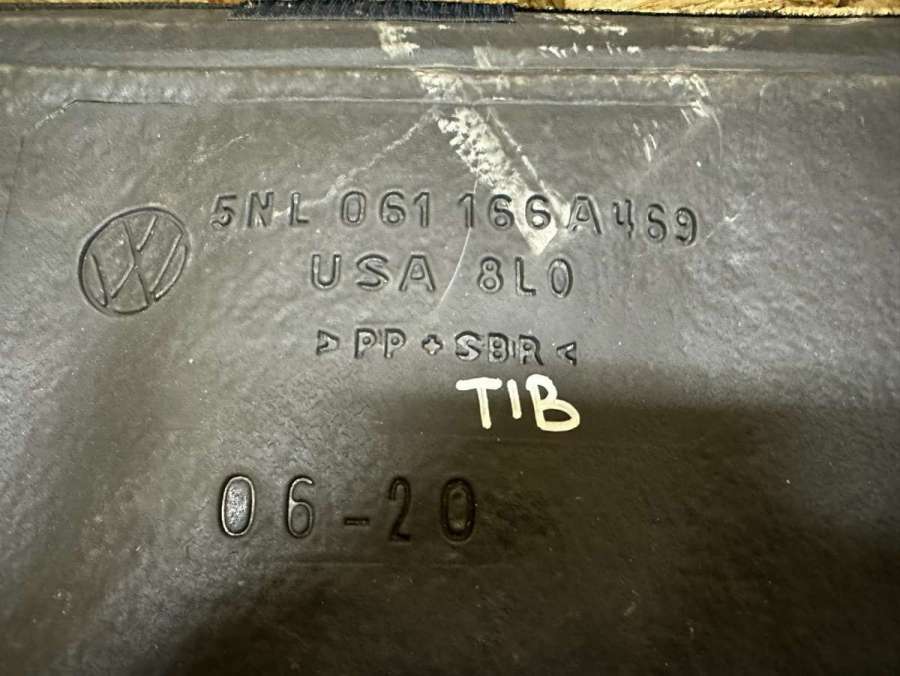 5NL 061 166 A 469
USA 8L0
>PP+SBR<
TIB
06-20